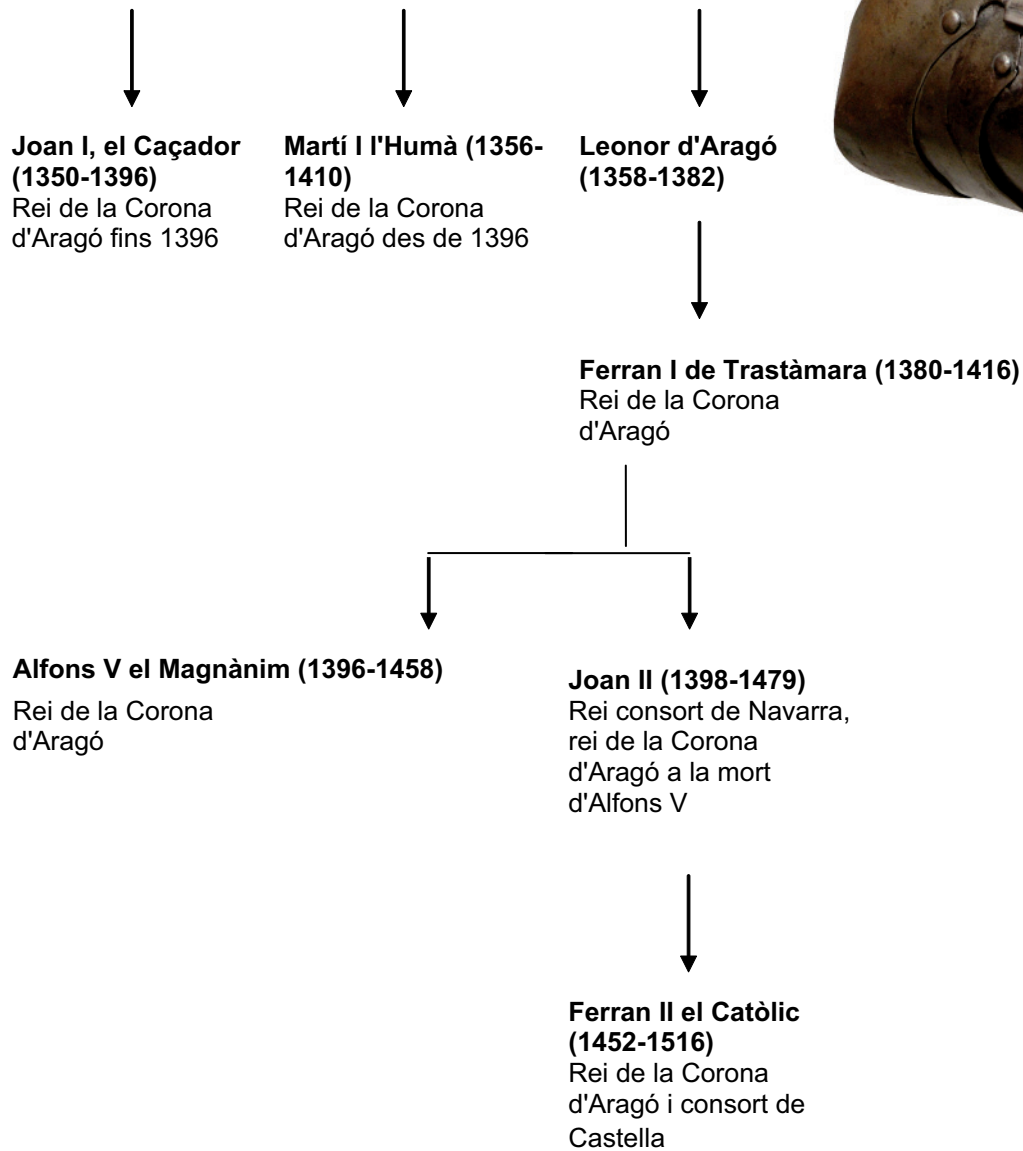 Joan I, el Caçador
(1350-1396)
Rei de la Corona
d'Aragó fins 1396
Martí I l'Humà (1356-
1410)
Rei de la Corona
d'Aragó des de 1396
Leonor d'Aragó
(1358-1382)
Ferran I de Trastàmara (1380-1416)
Rei de la Corona
d'Aragó
Alfons V el Magnànim (1396-1458)
Rei de la Corona
d'Aragó
Joan II (1398-1479)
Rei consort de Navarra,
rei de la Corona
d'Aragó a la mort
d'Alfons V
Ferran II el Catòlic
(1452-1516)
Rei de la Corona
d'Aragó i consort de
Castella